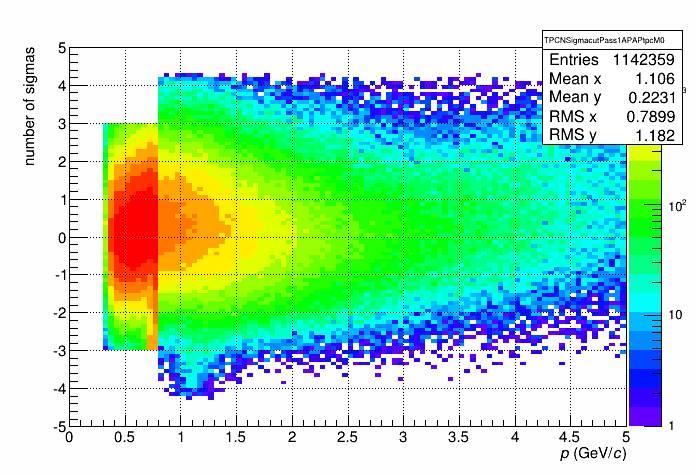 TPCNSigmacutPass1APAPtpcM0
Entries 1142359
Mean x 1.106
Mean y 0.2231
RMS x 0.7899
RMS y 1.182
number of sigmas
5
4
3
2
1
0
-1
-2
-3
-4
-5
0 0.5 1 1.5 2 2.5 3 3.5 4 4.5 5
p (GeV/c)
10²
10
1